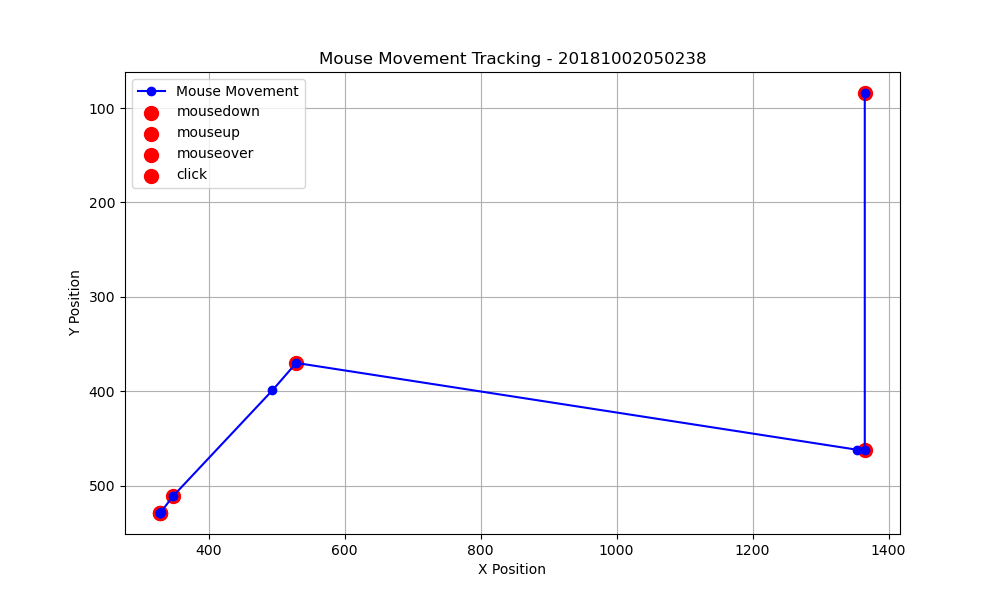 Mouse Movement Tracking - 20181002050238
Mouse Movement
mousedown
mouseup
mouseover
click
100
200
300
400
500
Y Position
400
600
800
1000
1200
1400
X Position